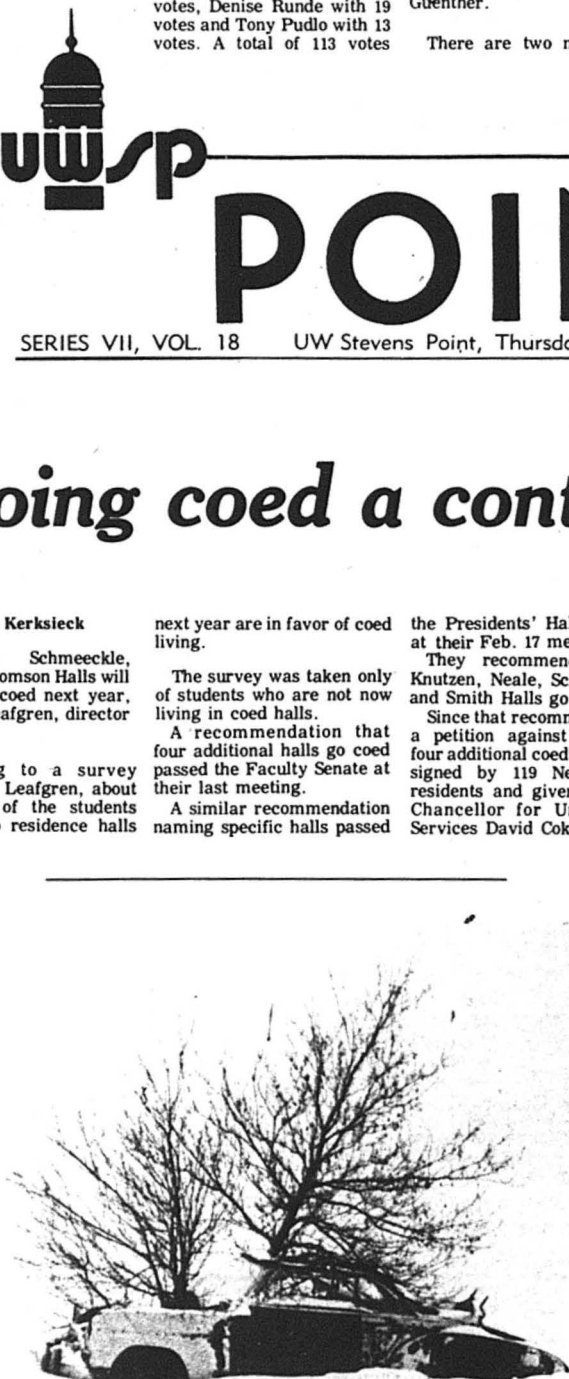 votes, Denise Runde with 19
votes and Tony Pudlo with 13
votes. A total of 113 votes
Guenther.
There are two
uwsp
POI
SERIES VII, VOL. 18 UW Stevens Point, Thursd
oing coed a cont
Kerksieck
Schmeeckle,
omson Halls will
coed next year,
afgren, director
g to a survey
Leafgren, about
of the students
residence halls
next year are in favor of coed
living.
The survey was taken only
of students who are not now
living in coed halls.
A recommendation that
four additional halls go coed
passed the Faculty Senate at
their last meeting.
A similar recommendation
naming specific halls passed
the Presidents' Ha
at their Feb. 17 me
They recommen
Knutzen, Neale, Sc
and Smith Halls go
Since that recomm
a petition against
four additional coed
signed by 119 Ne
residents and give
Chancellor for U
Services David Cok